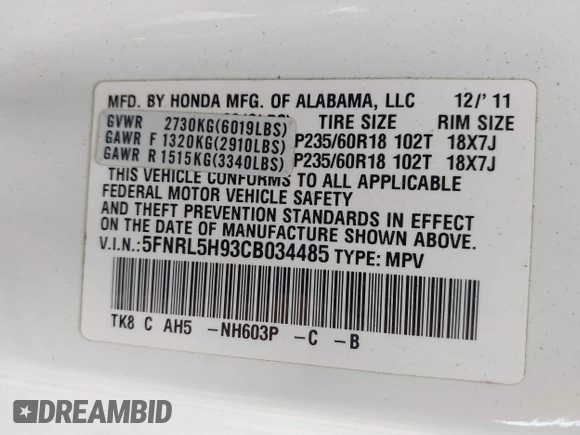 MFD. BY HONDA MFG. OF ALABAMA, LLC 12/'11
TIRE SIZE RIM SIZE
GVWR 2730KG(6019LBS)
GAWR F 1320KG(2910LBS) P235/60R18 102T 18X7J
GAWR R 1515KG(3340LBS) P235/60R18 102T 18X7J
THIS VEHICLE CONFORMS TO ALL APPLICABLE
FEDERAL MOTOR VEHICLE SAFETY
AND THEFT PREVENTION STANDARDS IN EFFECT
ON THE DATE OF MANUFACTURE SHOWN ABOVE.
V.I.N.:5FNRL5H93CB034485 TYPE: MPV
TK8 C AH5 -NH603P -C -B
DREAMBID